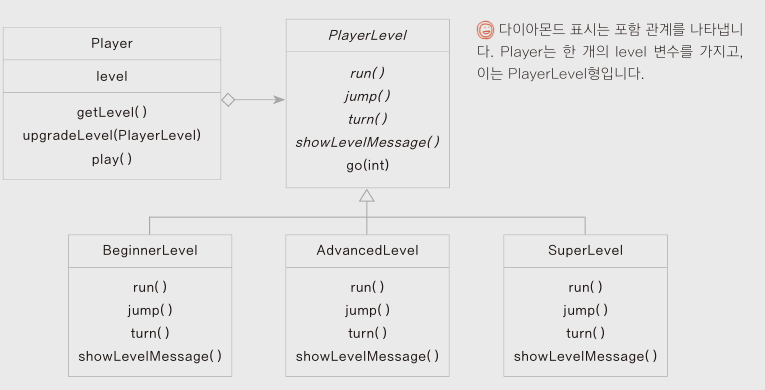 Player
level
getLevel( )
upgradeLevel(PlayerLevel)
play( )
PlayerLevel
run( )
jump( )
turn( )
showLevelMessage( )
go(int)
다이아몬드 표시는 포함 관계를 나타냅니
다. Player는 한 개의 level 변수를 가지고,
이는 PlayerLevel형입니다.
BeginnerLevel
run( )
jump( )
turn( )
showLevelMessage( )
AdvancedLevel
run( )
jump( )
turn( )
showLevelMessage( )
SuperLevel
run( )
jump( )
turn( )
showLevelMessage( )